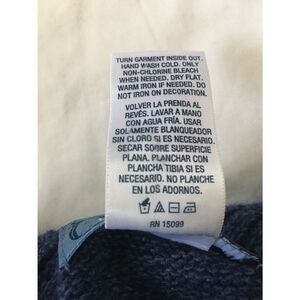 TURN GARMENT INSIDE OUT.
HAND WASH COLD. ONLY
NON-CHLORINE BLEACH
WHEN NEEDED. DRY FLAT.
WARM IRON IF NEEDED. DO
NOT IRON ON DECORATION.
VOLVER LA PRENDA AL
REVÉS. LAVAR A MANO
CON AGUA FRÍA. USAR
SOLAMENTE BLANQUEADOR
SIN CLORO SI ES NECESARIO.
SECAR SOBRE SUPERFICIE
PLANA. PLANCHAR CON
PLANCHA TIBIA SI ES
NECESARIO. NO PLANCHE
EN LOS ADORNOS.
RN 15099